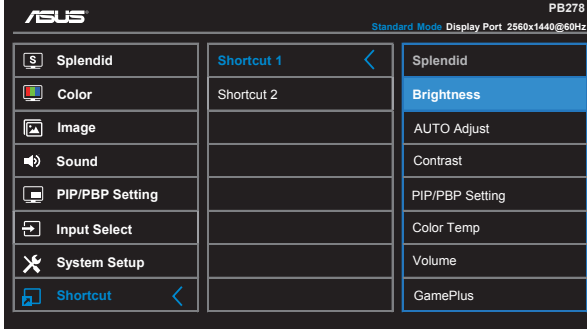 ASUS
PB278
Standard Mode Display Port 2560x1440@60Hz
S Splendid
Color
Image
Sound
PIP/PBP Setting
Input Select
System Setup
Shortcut
Shortcut 1
Shortcut 2
Splendid
Brightness
AUTO Adjust
Contrast
PIP/PBP Setting
Color Temp
Volume
GamePlus